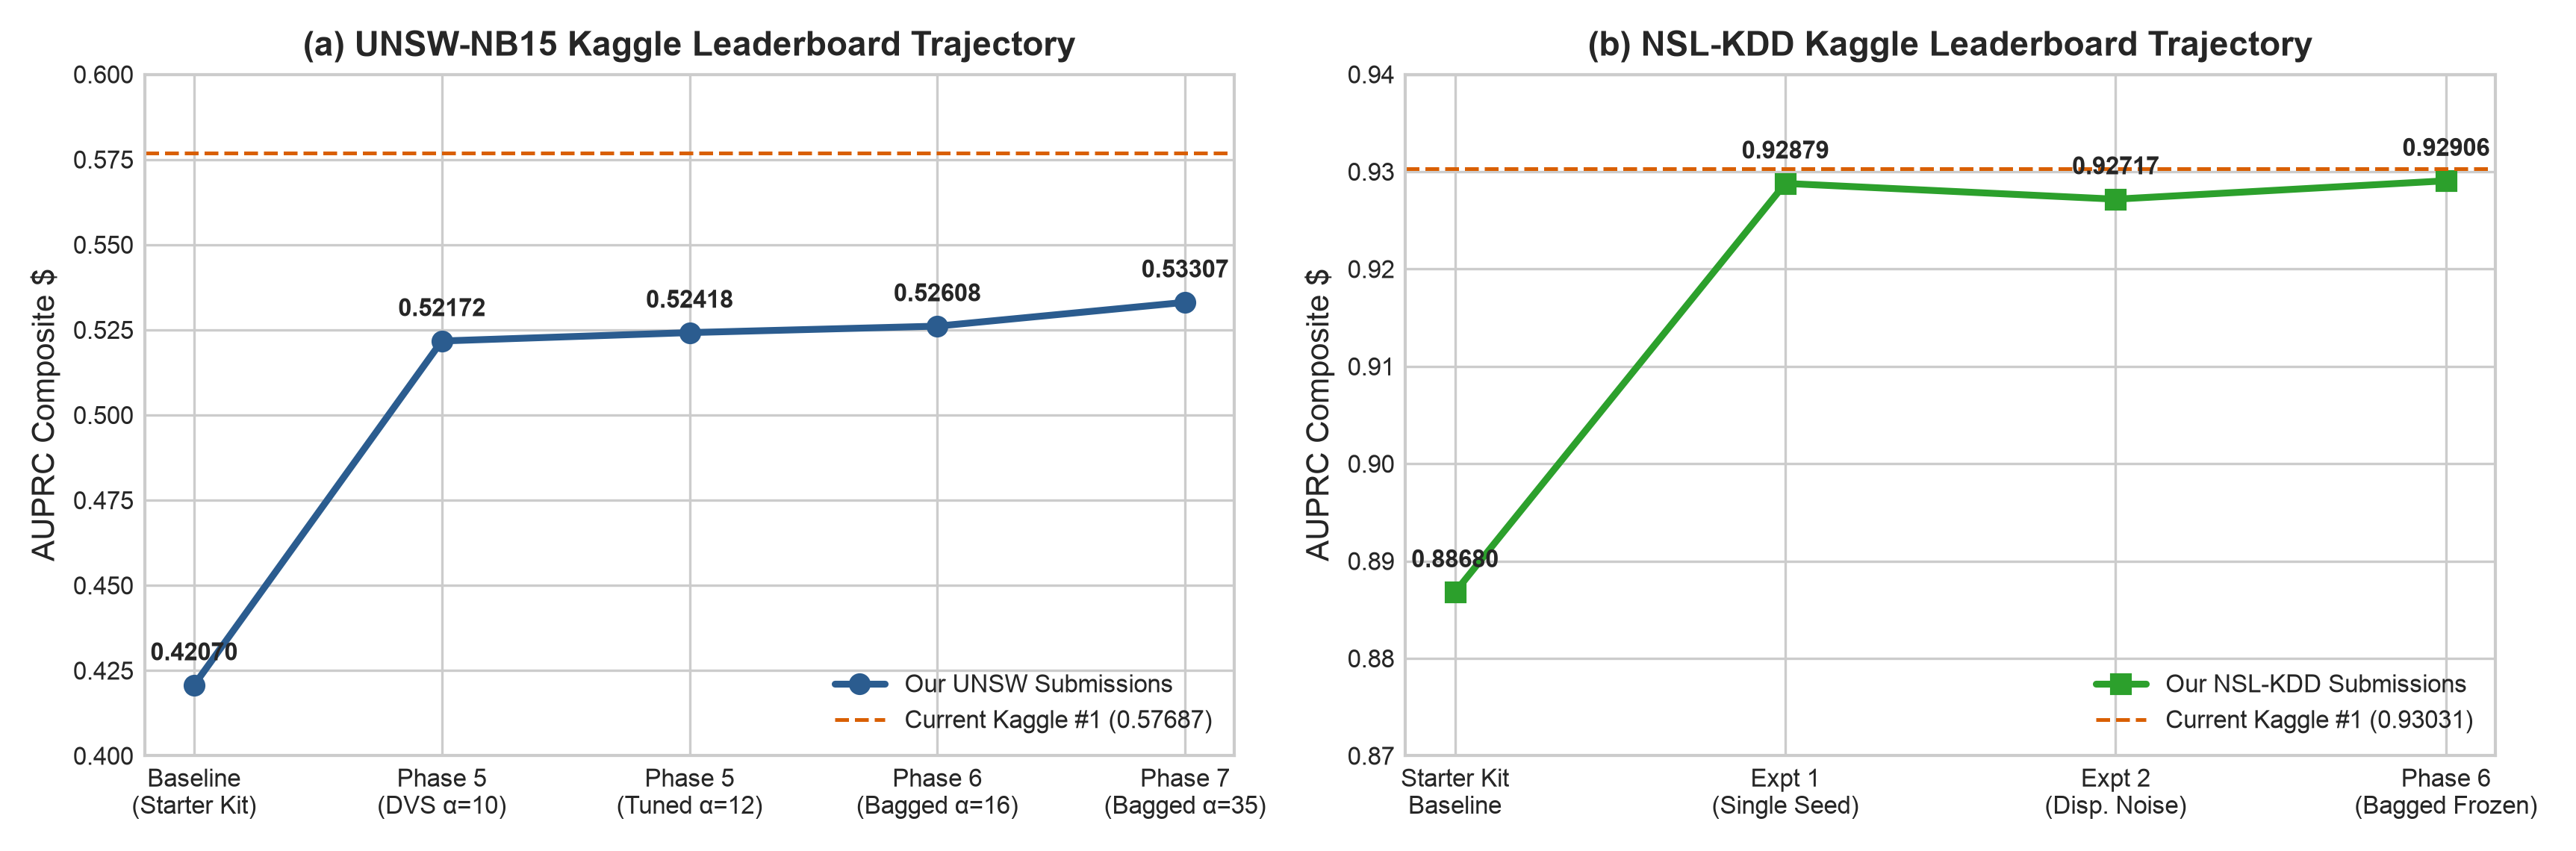 (a) UNSW-NB15 Kaggle Leaderboard Trajectory
AUPRC Composite $
0.600
0.575
0.550
0.525
0.500
0.475
0.450
0.425
0.400
0.42070
0.52172
0.52418
0.52608
0.53307
Our UNSW Submissions
Current Kaggle #1 (0.57687)
Baseline
(Starter Kit)
Phase 5
(DVS α=10)
Phase 5
(Tuned α=12)
Phase 6
(Bagged α=16)
Phase 7
(Bagged α=35)
(b) NSL-KDD Kaggle Leaderboard Trajectory
AUPRC Composite $
0.94
0.93
0.92
0.91
0.90
0.89
0.88
0.87
0.88680
0.92879
0.92717
0.92906
Our NSL-KDD Submissions
Current Kaggle #1 (0.93031)
Starter Kit
Baseline
Expt 1
(Single Seed)
Expt 2
(Disp. Noise)
Phase 6
(Bagged Frozen)